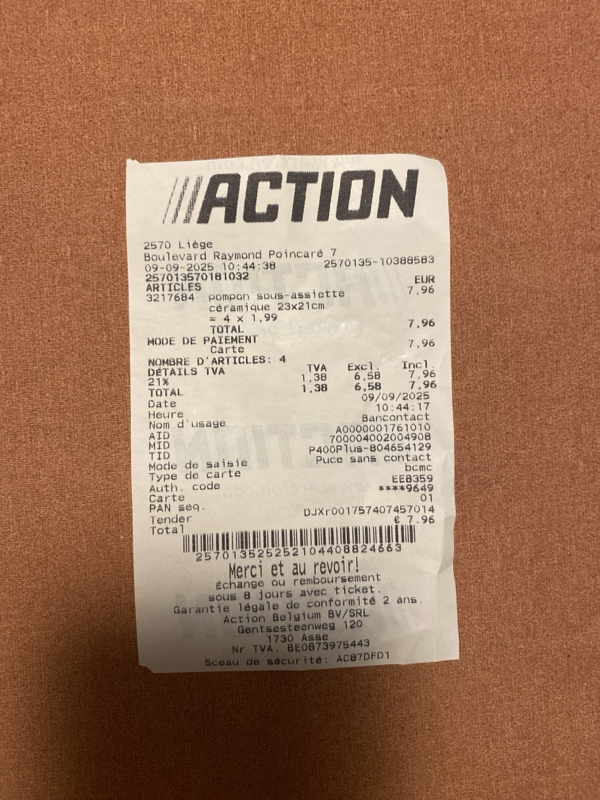 ACTION
2570 Liège
Boulevard Raymond Poincaré 7
09-09-2025 10:44:38 2570135-10388583
257013570181032
ARTICLES EUR
3217684 pompon sous-assiette 7,96
céramique 23x21cm
= 4 x 1,99
TOTAL 7,96
MODE DE PAIEMENT
Carte 7,96
NOMBRE D'ARTICLES: 4
DÉTAILS TVA TVA Excl. Incl.
21% 1,38 6,58 7,96
TOTAL 1,38 6,58 7,96
Date 09/09/2025
Heure 10:44:17
Nom d'usage Bancontact
AID A0000001761010
MID 700004002004908
TID P400Plus-804654129
Mode de saisie Puce sans contact
Type de carte bcmc
Auth. code EE8359
Carte ****9649
PAN seq. 01
Tender DJXr001757407457014
Total € 7.96
257013525252104408824663
Merci et au revoir!
Échange ou remboursement
sous 8 jours avec ticket.
Garantie légale de conformité 2 ans.
Action Belgium BV/SRL
Gentsesteenweg 120
1730 Asse
Nr TVA. BE0873975443
Sceau de sécurité: AC87DFD1